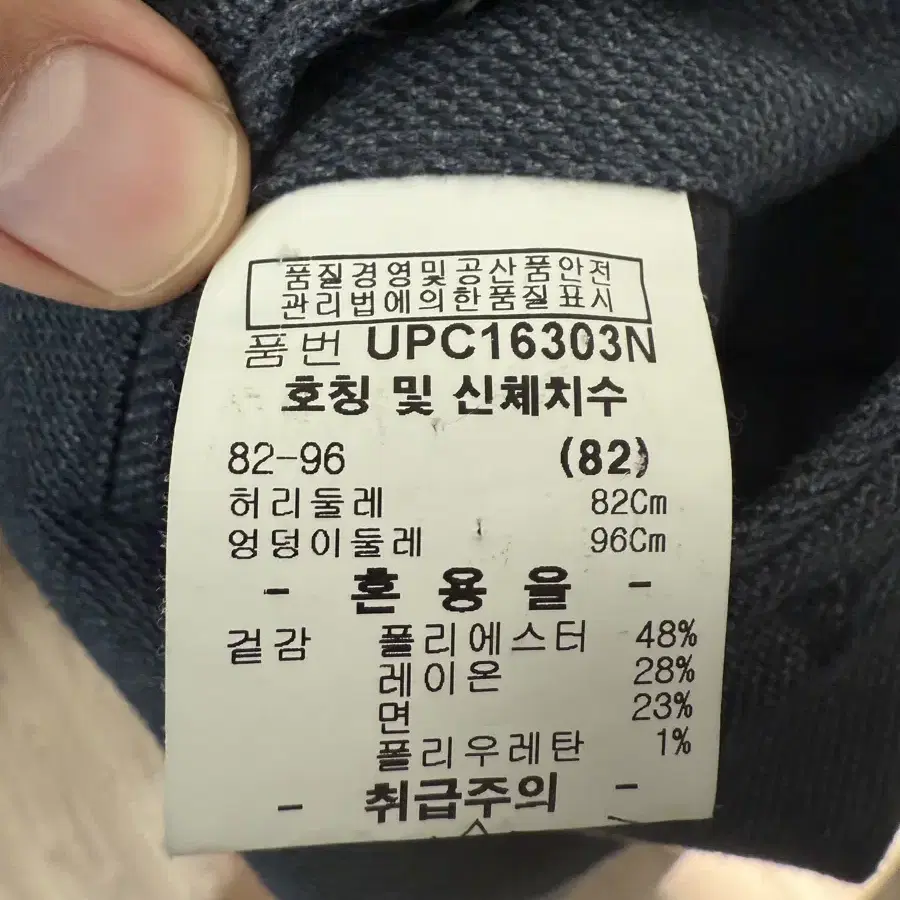 품질경영및공산품안전
관리법에의한품질표시
품번 UPC16303N
호칭 및 신체치수
82-96 (82)
허리둘레 82Cm
엉덩이둘레 96Cm
- 혼 용 율 -
겉감 폴리에스터 48%
레이온 28%
면 23%
폴리우레탄 1%
- 취급주의 -